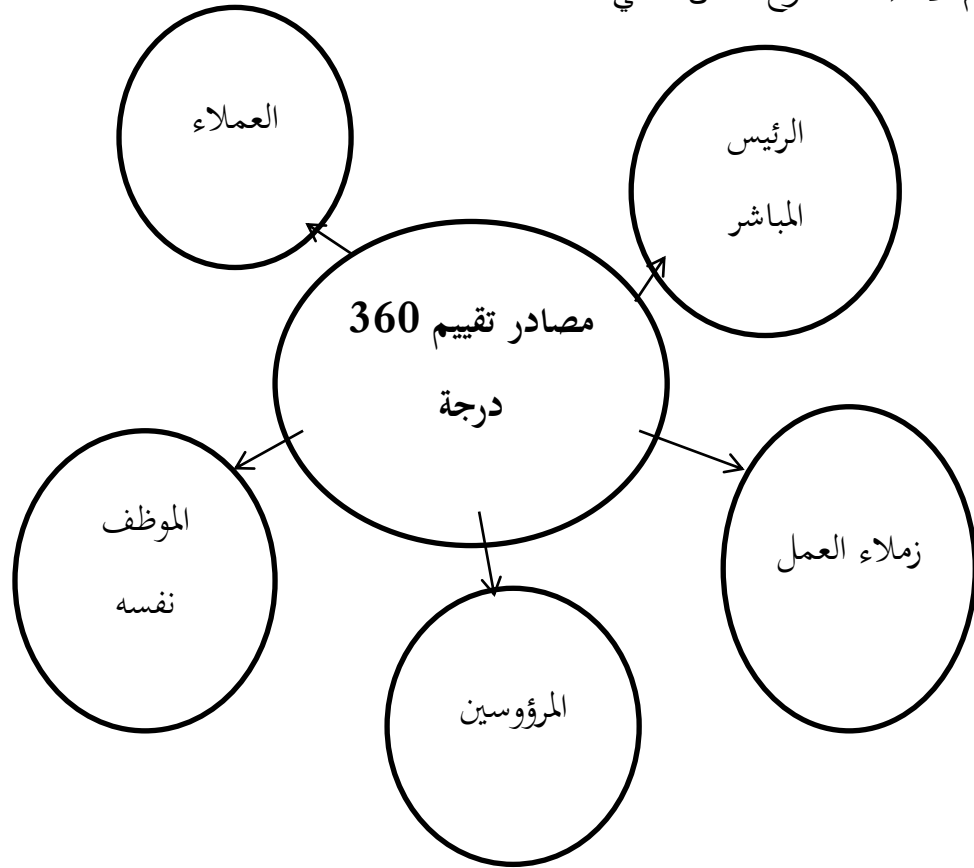 العملاء
الرئيس
المباشر
مصادر تقييم 360
درجة
زملاء العمل
الموظف
نفسه
المرؤوسين